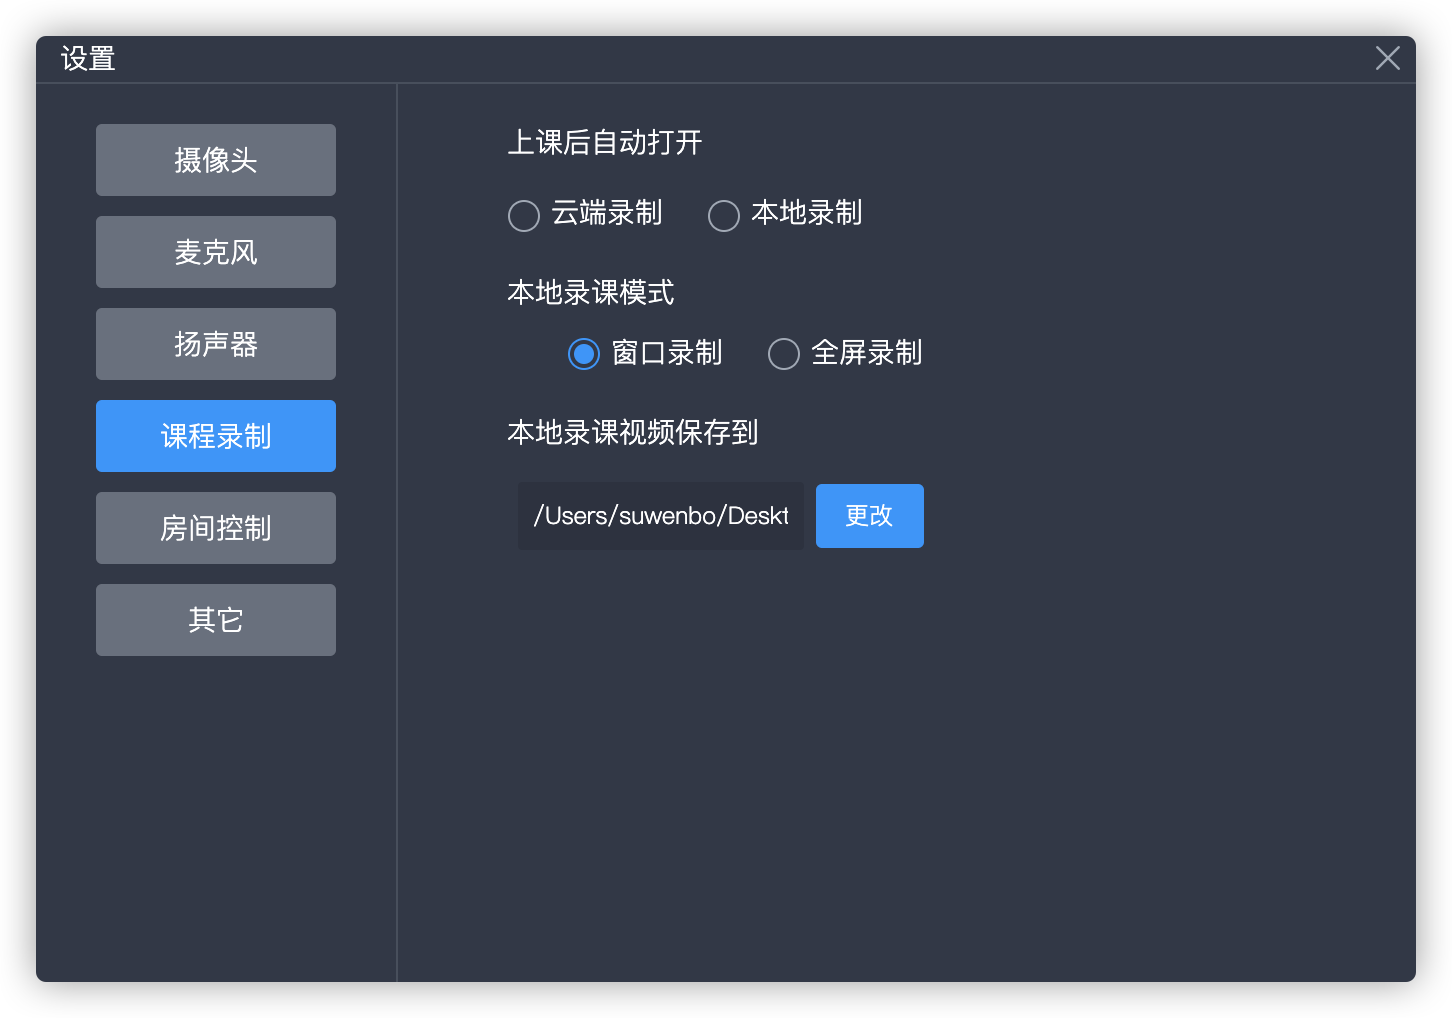 设置
摄像头
麦克风
扬声器
课程录制
房间控制
其它
上课后自动打开
云端录制 本地录制
本地录课模式
窗口录制 全屏录制
本地录课视频保存到
/Users/suwenbo/Deskt 更改